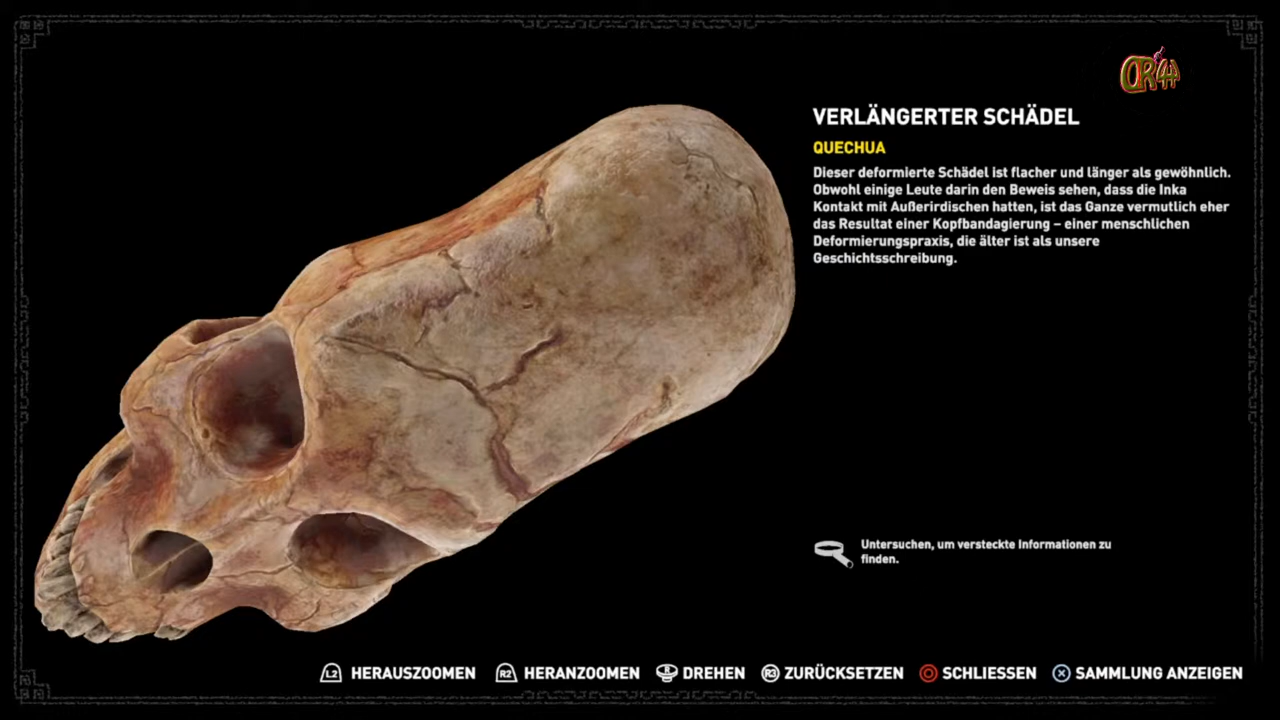 VERLÄNGERTER SCHÄDEL
QUECHUA
Dieser deformierte Schädel ist flacher und länger als gewöhnlich.
Obwohl einige Leute darin den Beweis sehen, dass die Inka
Kontakt mit Außerirdischen hatten, ist das Ganze vermutlich eher
das Resultat einer Kopfbandagierung – einer menschlichen
Deformierungspraxis, die älter ist als unsere
Geschichtsschreibung.
Untersuchen, um versteckte Informationen zu
finden.
L2 HERAUSZOOMEN R2 HERANZOOMEN R DREHEN R3 ZURÜCKSETZEN SCHLIESSEN SAMMLUNG ANZEIGEN